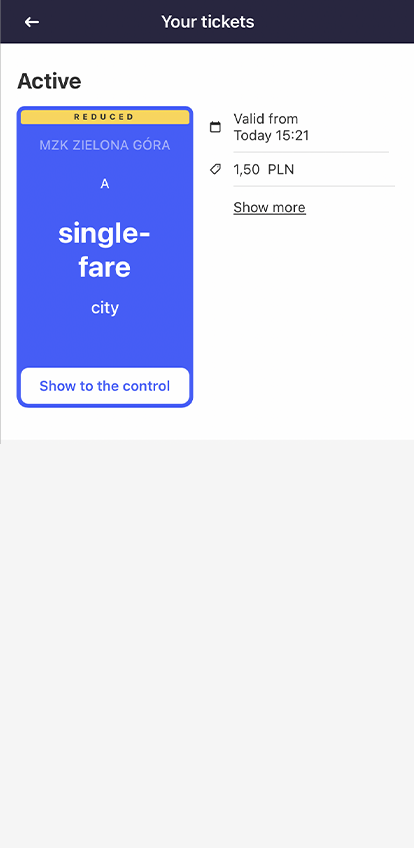 Your tickets
Active
REDUCED
MZK ZIELONA GÓRA
A
single-
fare
city
Show to the control
Valid from
Today 15:21
1,50 PLN
Show more